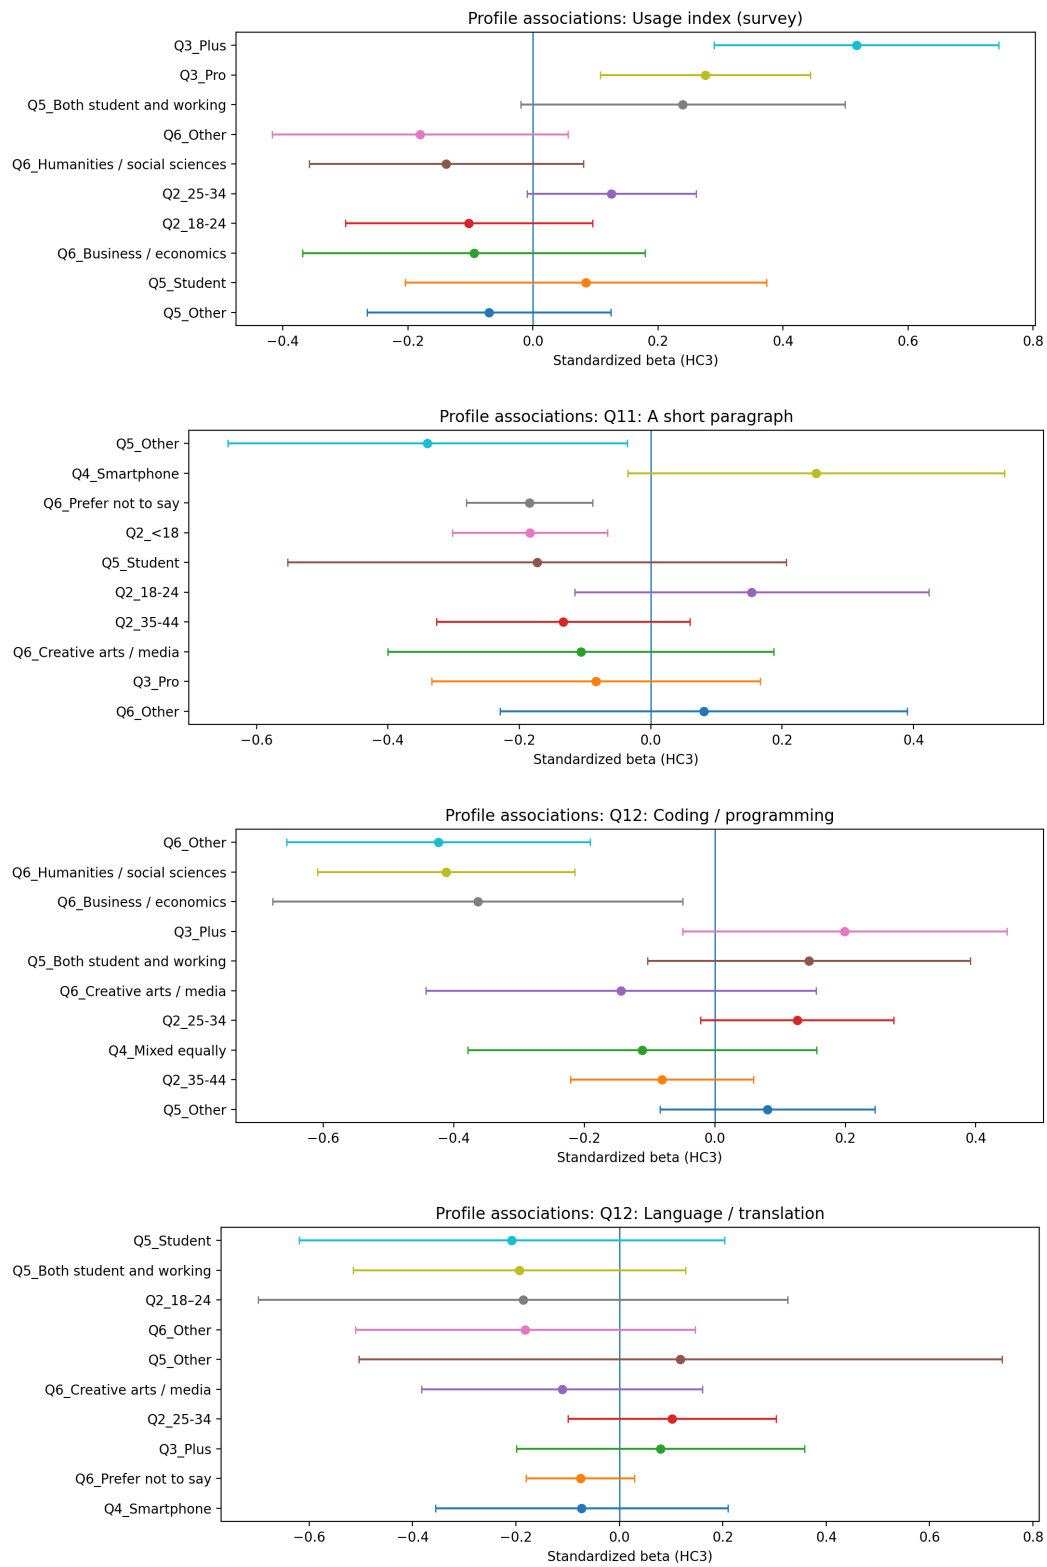 Profile associations: Usage index (survey)
Q3_Plus
Q3_Pro
Q5_Both student and working
Q6_Other
Q6_Humanities / social sciences
Q2_25-34
Q2_18-24
Q6_Business / economics
Q5_Student
Q5_Other
−0.4 −0.2 0.0 0.2 0.4 0.6 0.8
Standardized beta (HC3)
Profile associations: Q11: A short paragraph
Q5_Other
Q4_Smartphone
Q6_Prefer not to say
Q2_<18
Q5_Student
Q2_18-24
Q2_35-44
Q6_Creative arts / media
Q3_Pro
Q6_Other
−0.6 −0.4 −0.2 0.0 0.2 0.4
Standardized beta (HC3)
Profile associations: Q12: Coding / programming
Q6_Other
Q6_Humanities / social sciences
Q6_Business / economics
Q3_Plus
Q5_Both student and working
Q6_Creative arts / media
Q2_25-34
Q4_Mixed equally
Q2_35-44
Q5_Other
−0.6 −0.4 −0.2 0.0 0.2 0.4
Standardized beta (HC3)
Profile associations: Q12: Language / translation
Q5_Student
Q5_Both student and working
Q2_18–24
Q6_Other
Q5_Other
Q6_Creative arts / media
Q2_25-34
Q3_Plus
Q6_Prefer not to say
Q4_Smartphone
−0.6 −0.4 −0.2 0.0 0.2 0.4 0.6 0.8
Standardized beta (HC3)